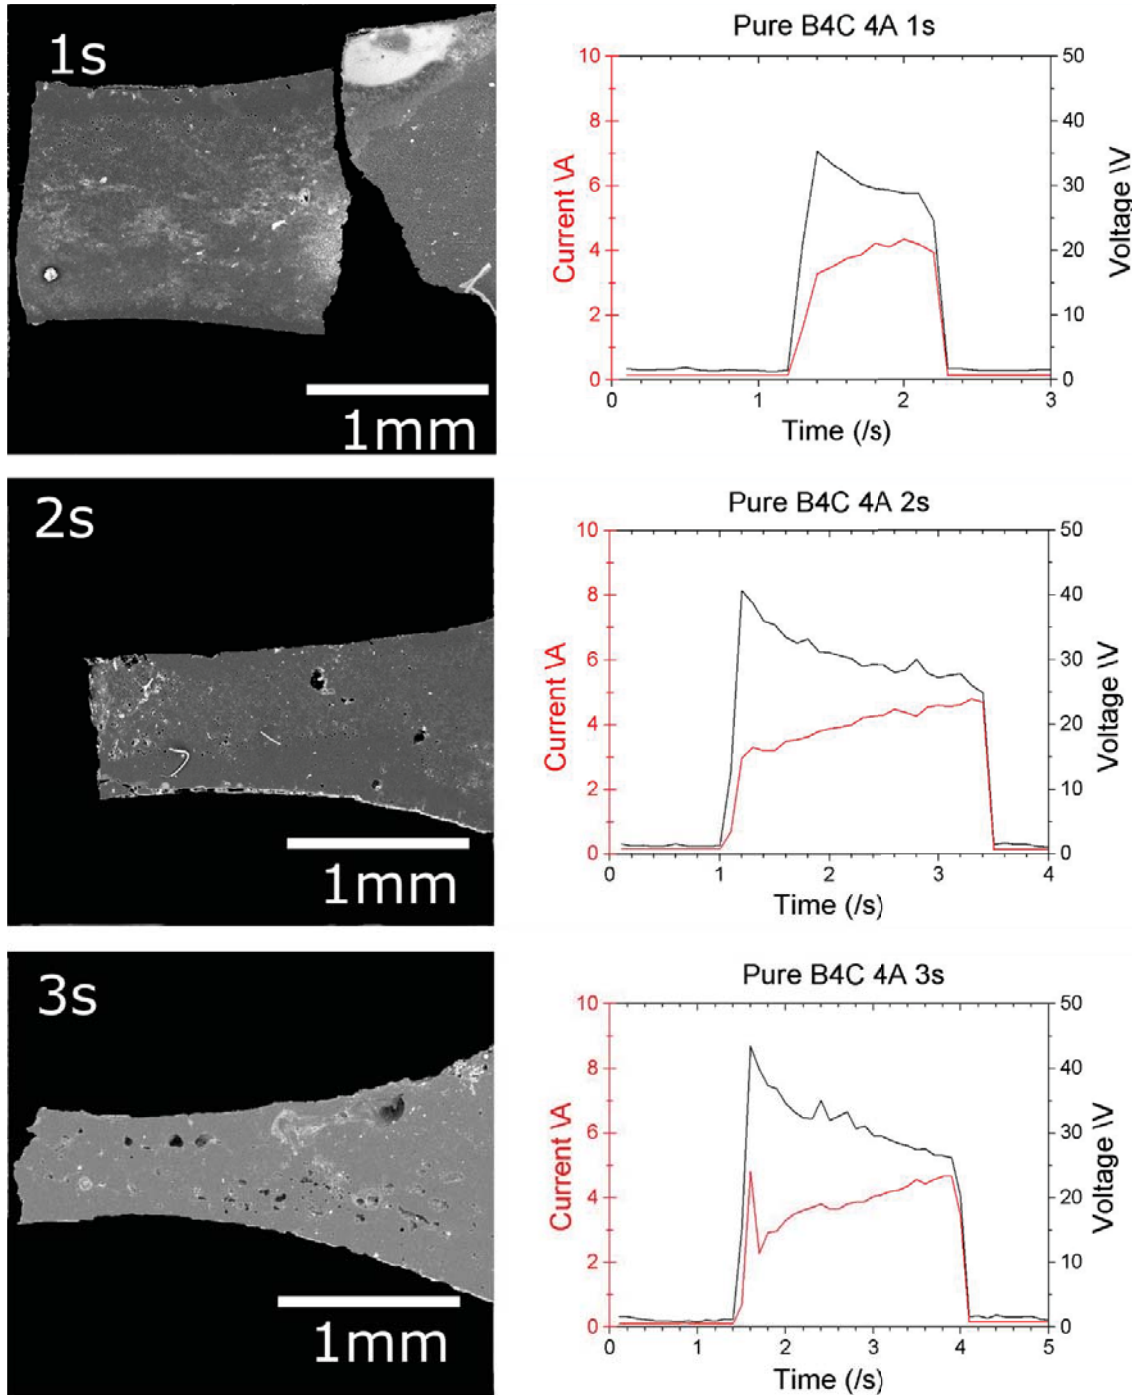 1s
1mm
Pure B4C 4A 1s
10
8
6
4
2
0
Current \A
50
40
30
20
10
0
Voltage \V
0 1 2 3
Time (/s)
2s
1mm
Pure B4C 4A 2s
10
8
6
4
2
0
Current \A
50
40
30
20
10
0
Voltage \V
0 1 2 3 4
Time (/s)
3s
1mm
Pure B4C 4A 3s
10
8
6
4
2
0
Current \A
50
40
30
20
10
0
Voltage \V
0 1 2 3 4 5
Time (/s)